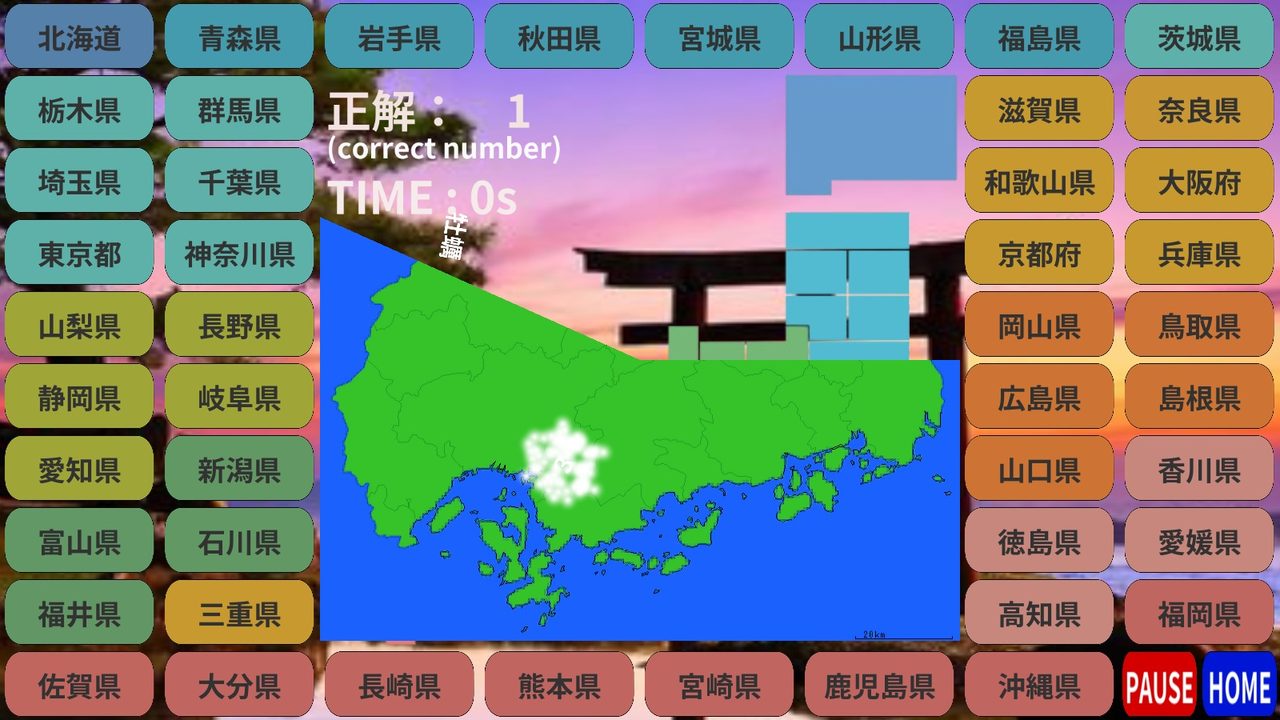 北海道
青森県
岩手県
秋田県
宮城県
山形県
福島県
茨城県
栃木県
群馬県
正解： 1
(correct number)
TIME : 0s
牡蠣
滋賀県
奈良県
埼玉県
千葉県
和歌山県
大阪府
東京都
神奈川県
京都府
兵庫県
山梨県
長野県
岡山県
鳥取県
静岡県
岐阜県
広島県
島根県
愛知県
新潟県
山口県
香川県
富山県
石川県
徳島県
愛媛県
福井県
三重県
高知県
福岡県
20km
佐賀県
大分県
長崎県
熊本県
宮崎県
鹿児島県
沖縄県
PAUSE
HOME